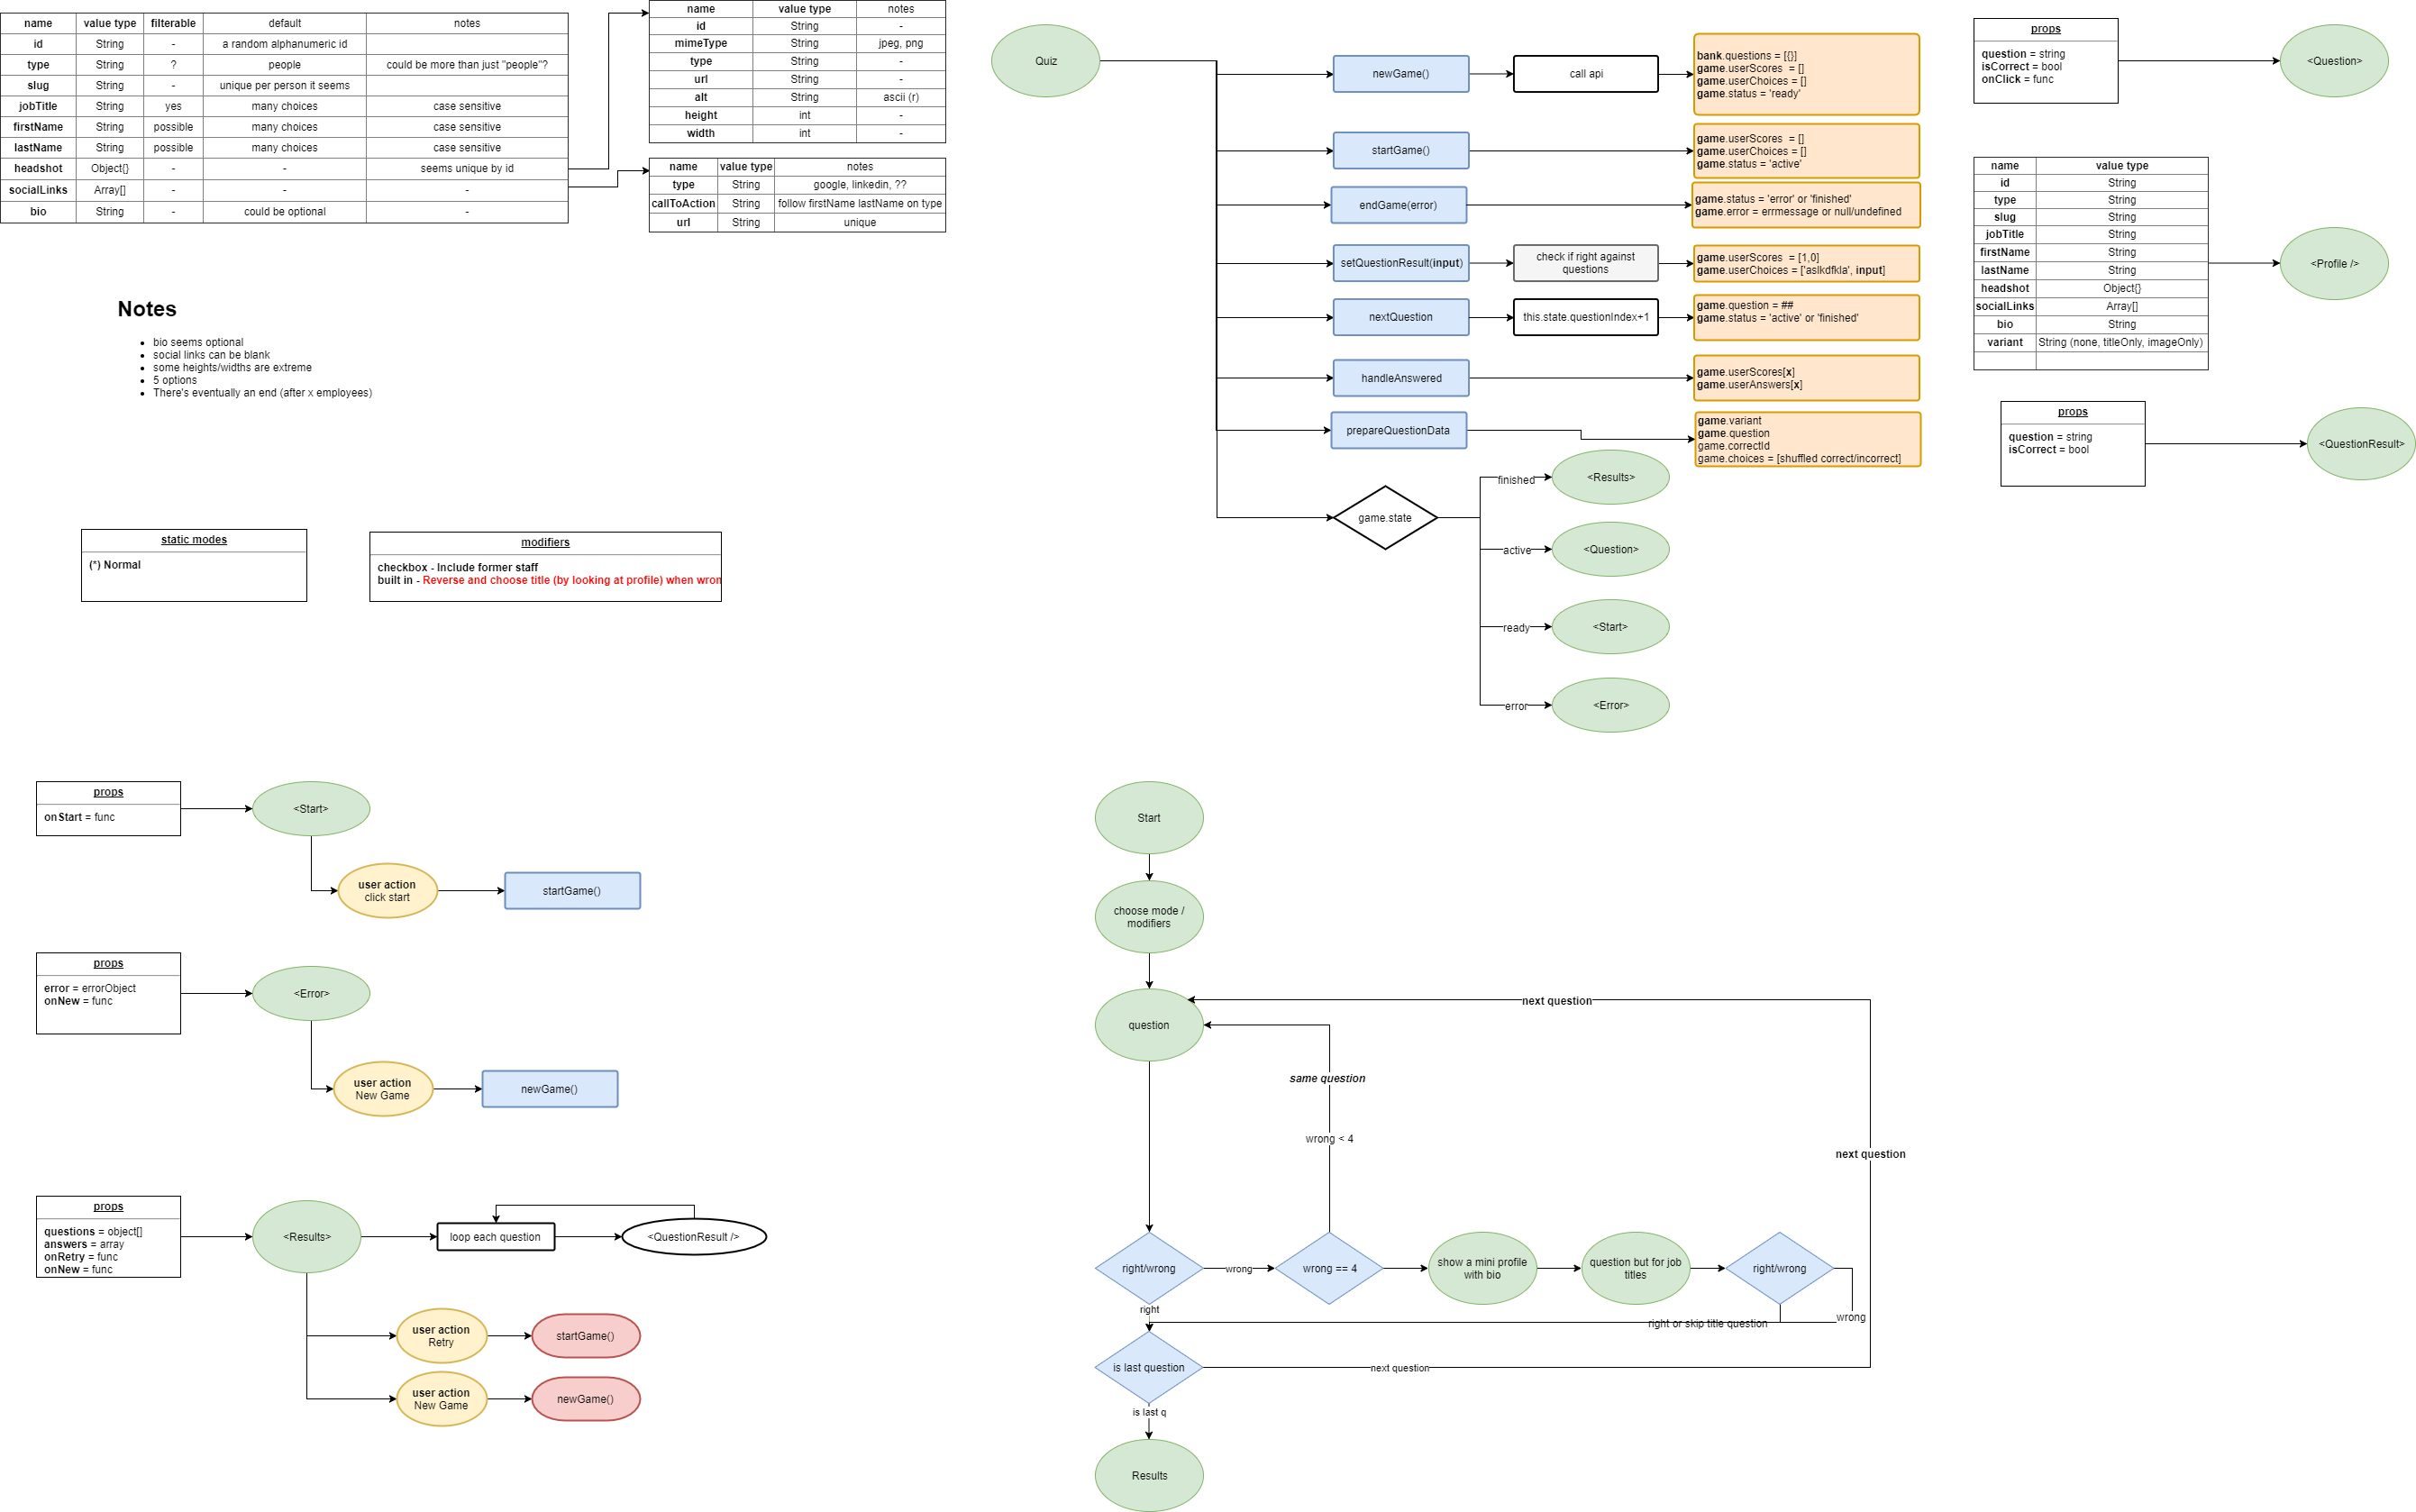 name value type filterable default notes
id String - a random alphanumeric id
type String ? people could be more than just "people"?
slug String - unique per person it seems
jobTitle String yes many choices case sensitive
firstName String possible many choices case sensitive
lastName String possible many choices case sensitive
headshot Object{} - - seems unique by id
socialLinks Array[] - - -
bio String - could be optional -
name value type notes
id String -
mimeType String jpeg, png
type String -
url String -
alt String ascii (r)
height int -
width int -
name value type notes
type String google, linkedin, ??
callToAction String follow firstName lastName on type
url String unique
Notes
• bio seems optional
• social links can be blank
• some heights/widths are extreme
• 5 options
• There's eventually an end (after x employees)
static modes
(*) Normal
modifiers
checkbox - Include former staff
built in - Reverse and choose title (by looking at profile) when wron
Quiz
newGame()
call api
bank.questions = [{}]
game.userScores = []
game.userChoices = []
game.status = 'ready'
startGame()
game.userScores = []
game.userChoices = []
game.status = 'active'
endGame(error)
game.status = 'error' or 'finished'
game.error = errmessage or null/undefined
setQuestionResult(input)
check if right against
questions
game.userScores = [1,0]
game.userChoices = ['aslkdfkla', input]
nextQuestion
this.state.questionIndex+1
game.question = ##
game.status = 'active' or 'finished'
handleAnswered
game.userScores[x]
game.userAnswers[x]
prepareQuestionData
game.variant
game.question
game.correctId
game.choices = [shuffled correct/incorrect]
game.state
finished
<Results>
active
<Question>
ready
<Start>
error
<Error>
props
question = string
isCorrect = bool
onClick = func
<Question>
name value type
id String
type String
slug String
jobTitle String
firstName String
lastName String
headshot Object{}
socialLinks Array[]
bio String
variant String (none, titleOnly, imageOnly)
<Profile />
props
question = string
isCorrect = bool
<QuestionResult>
props
onStart = func
<Start>
user action
click start
startGame()
props
error = errorObject
onNew = func
<Error>
user action
New Game
newGame()
props
questions = object[]
answers = array
onRetry = func
onNew = func
<Results>
loop each question
<QuestionResult />
user action
Retry
startGame()
user action
New Game
newGame()
Start
choose mode /
modifiers
question
next question
same question
wrong < 4
next question
right/wrong
wrong
wrong == 4
show a mini profile
with bio
question but for job
titles
right/wrong
right
wrong
right or skip title question
is last question
next question
is last q
Results